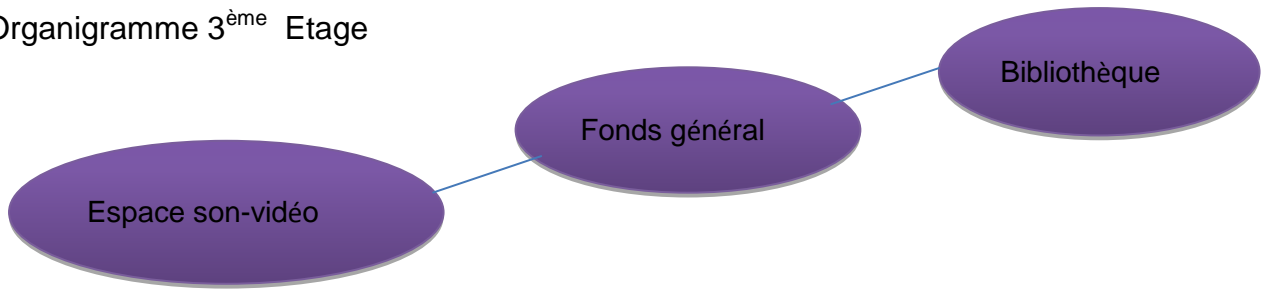 Organigramme 3ème Etage
Bibliothèque
Fonds général
Espace son-vidéo